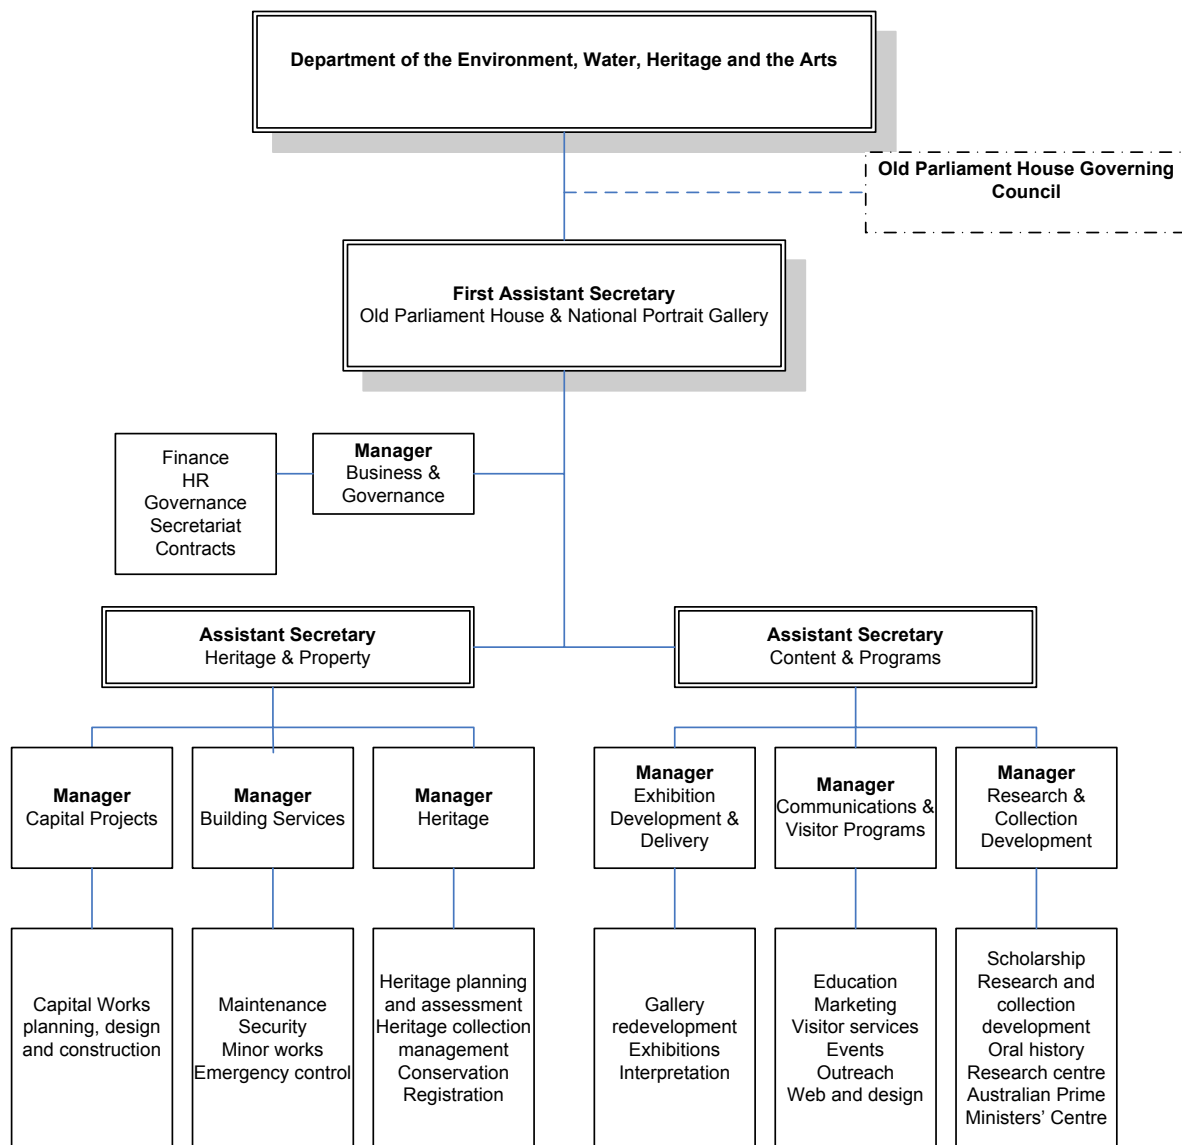 Department of the Environment, Water, Heritage and the Arts
Old Parliament House Governing
Council
First Assistant Secretary
Old Parliament House & National Portrait Gallery
Finance
HR
Governance
Secretariat
Contracts
Manager
Business &
Governance
Assistant Secretary
Heritage & Property
Assistant Secretary
Content & Programs
Manager
Capital Projects
Manager
Building Services
Manager
Heritage
Manager
Exhibition
Development &
Delivery
Manager
Communications &
Visitor Programs
Manager
Research &
Collection
Development
Capital Works
planning, design
and construction
Maintenance
Security
Minor works
Emergency control
Heritage planning
and assessment
Heritage collection
management
Conservation
Registration
Gallery
redevelopment
Exhibitions
Interpretation
Education
Marketing
Visitor services
Events
Outreach
Web and design
Scholarship
Research and
collection
development
Oral history
Research centre
Australian Prime
Ministers’ Centre